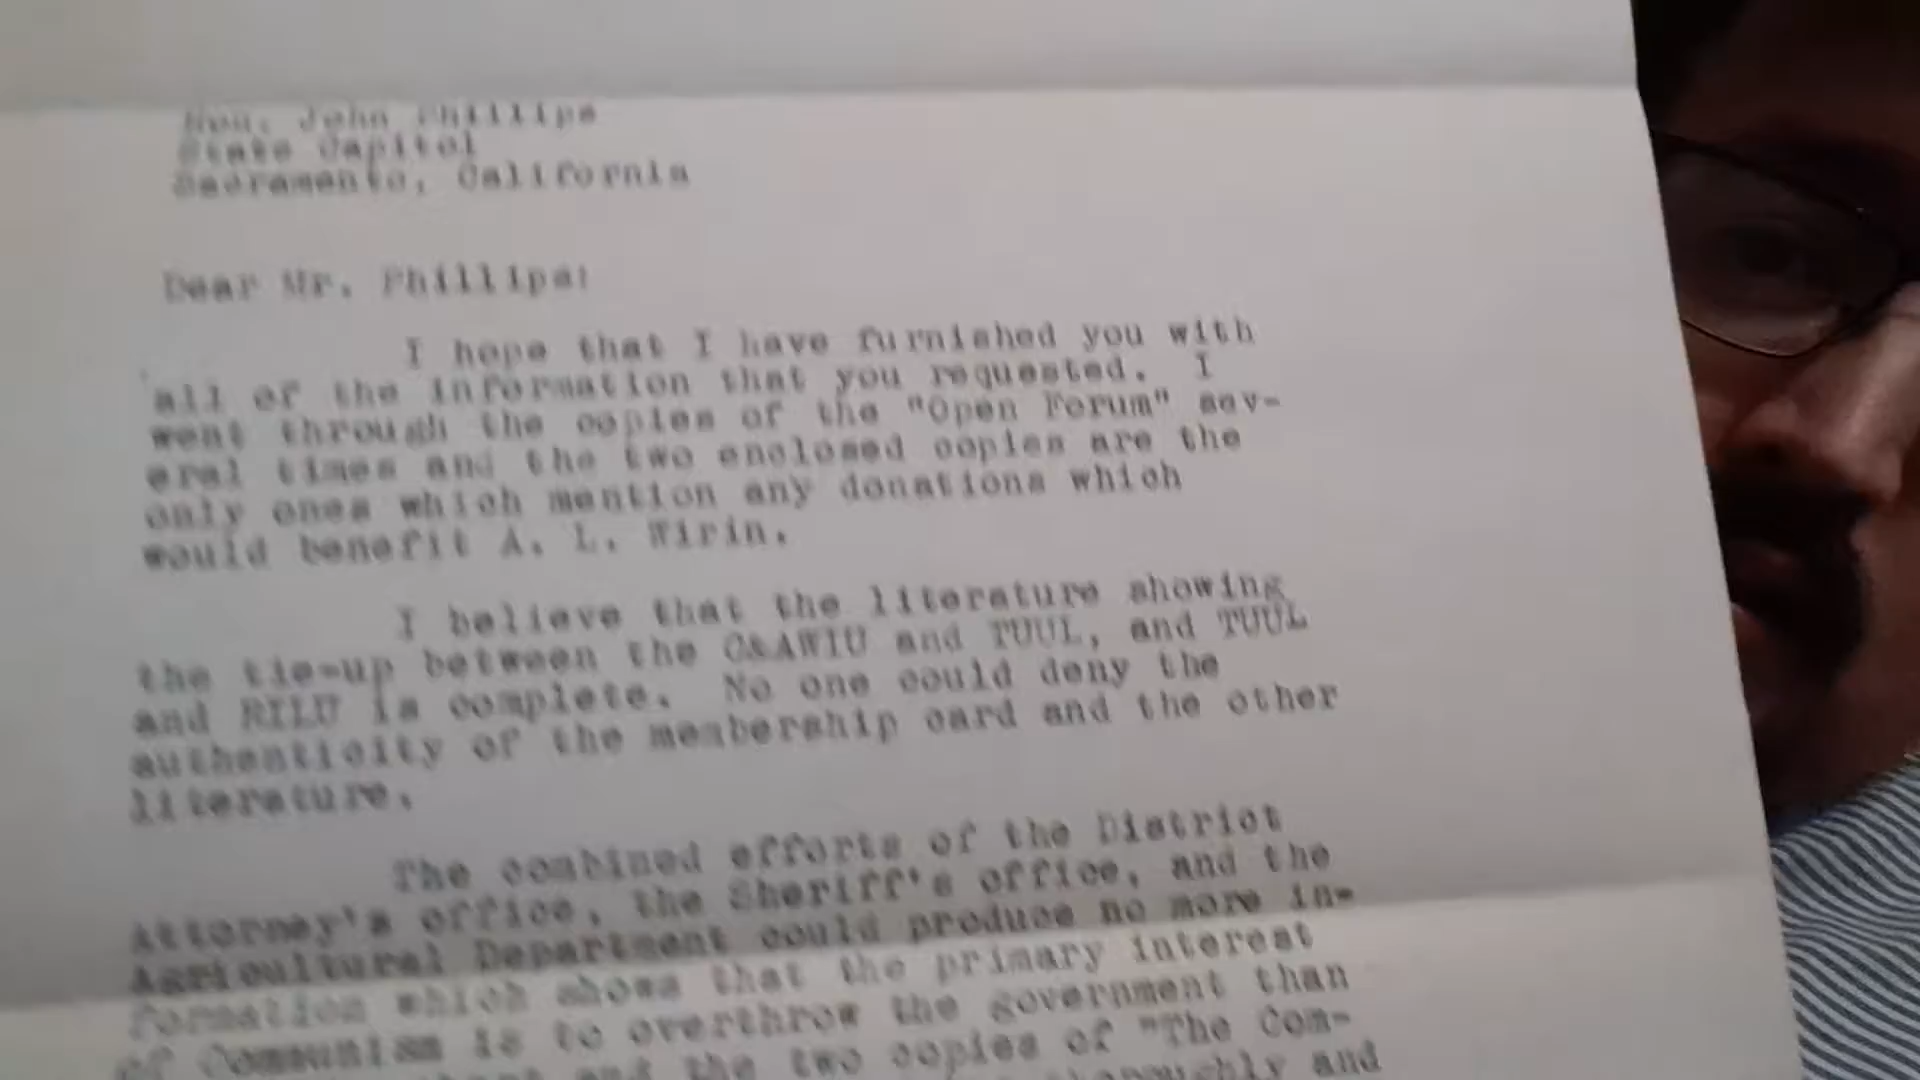 Hon. John Phillips
State Capitol
Sacramento, California
Dear Mr. Phillips:
I hope that I have furnished you with
all of the information that you requested. I
went through the copies of the "Open Forum" sev-
eral times and the two enclosed copies are the
only ones which mention any donations which
would benefit A. L. Wirin.
I believe that the literature showing
the tie-up between the C&AWIU and TUUL, and TUUL
and RILU is complete. No one could deny the
authenticity of the membership card and the other
literature.
The combined efforts of the District
Attorney's office, the Sheriff's office, and the
Agricultural Department could produce no more in-
formation which shows that the primary interest
of Communism is to overthrow the government than
and the two copies of "The Com-
thoroughly and